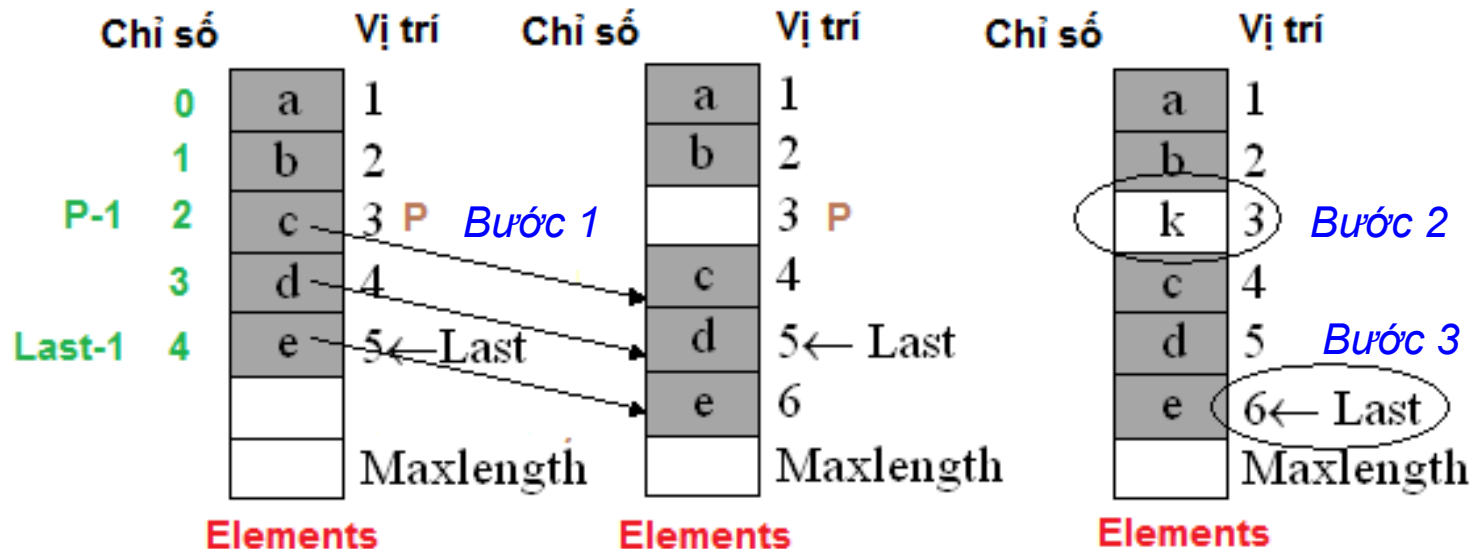 Chỉ số Vị trí Chỉ số Vị trí Chỉ số Vị trí
0 a 1 a 1 a 1
1 b 2 b 2 b 2
P-1 2 c 3 P Bước 1 3 P k 3 Bước 2
3 d 4 c 4 c 4
Last-1 4 e 5←Last d 5← Last d 5 Bước 3
e 6 e 6← Last
Maxlength Maxlength Maxlength
Elements Elements Elements